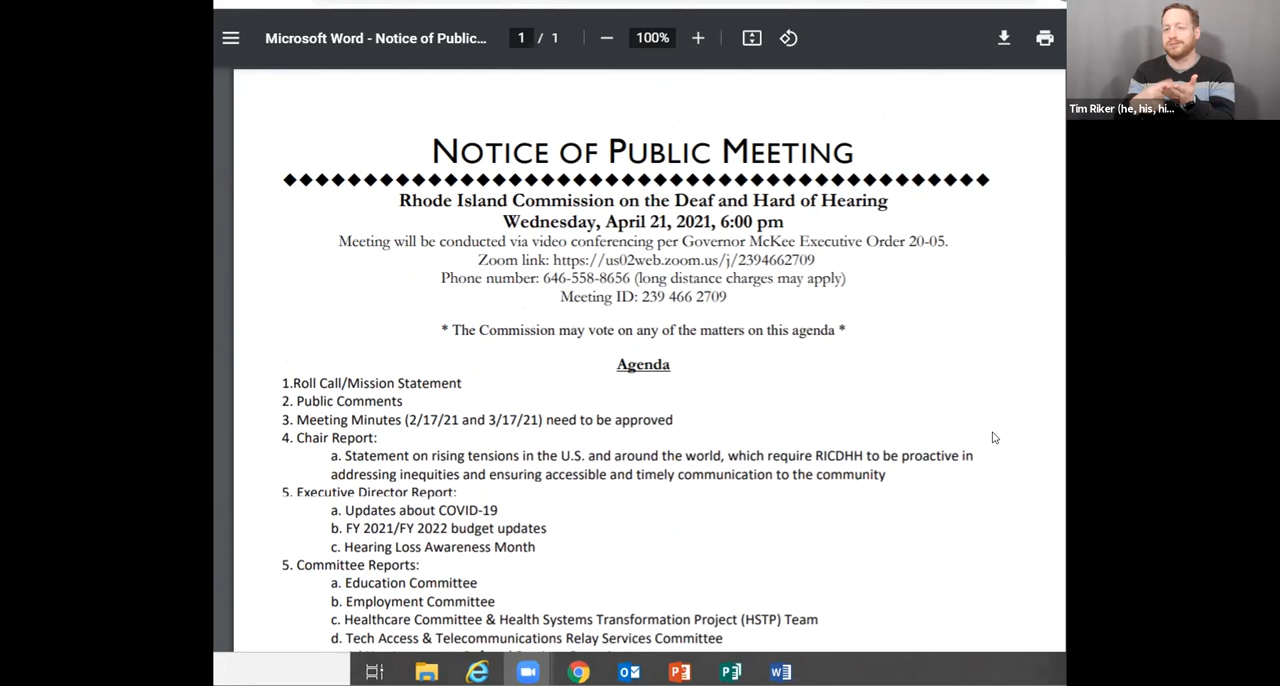 Microsoft Word - Notice of Public...
1 / 1
100%
Tim Riker (he, his, hi...
NOTICE OF PUBLIC MEETING
Rhode Island Commission on the Deaf and Hard of Hearing
Wednesday, April 21, 2021, 6:00 pm
Meeting will be conducted via video conferencing per Governor McKee Executive Order 20-05.
Zoom link: https://us02web.zoom.us/j/2394662709
Phone number: 646-558-8656 (long distance charges may apply)
Meeting ID: 239 466 2709
* The Commission may vote on any of the matters on this agenda *
Agenda
1.Roll Call/Mission Statement
2. Public Comments
3. Meeting Minutes (2/17/21 and 3/17/21) need to be approved
4. Chair Report:
a. Statement on rising tensions in the U.S. and around the world, which require RICDHH to be proactive in
addressing inequities and ensuring accessible and timely communication to the community
5. Executive Director Report:
a. Updates about COVID-19
b. FY 2021/FY 2022 budget updates
c. Hearing Loss Awareness Month
5. Committee Reports:
a. Education Committee
b. Employment Committee
c. Healthcare Committee & Health Systems Transformation Project (HSTP) Team
d. Tech Access & Telecommunications Relay Services Committee